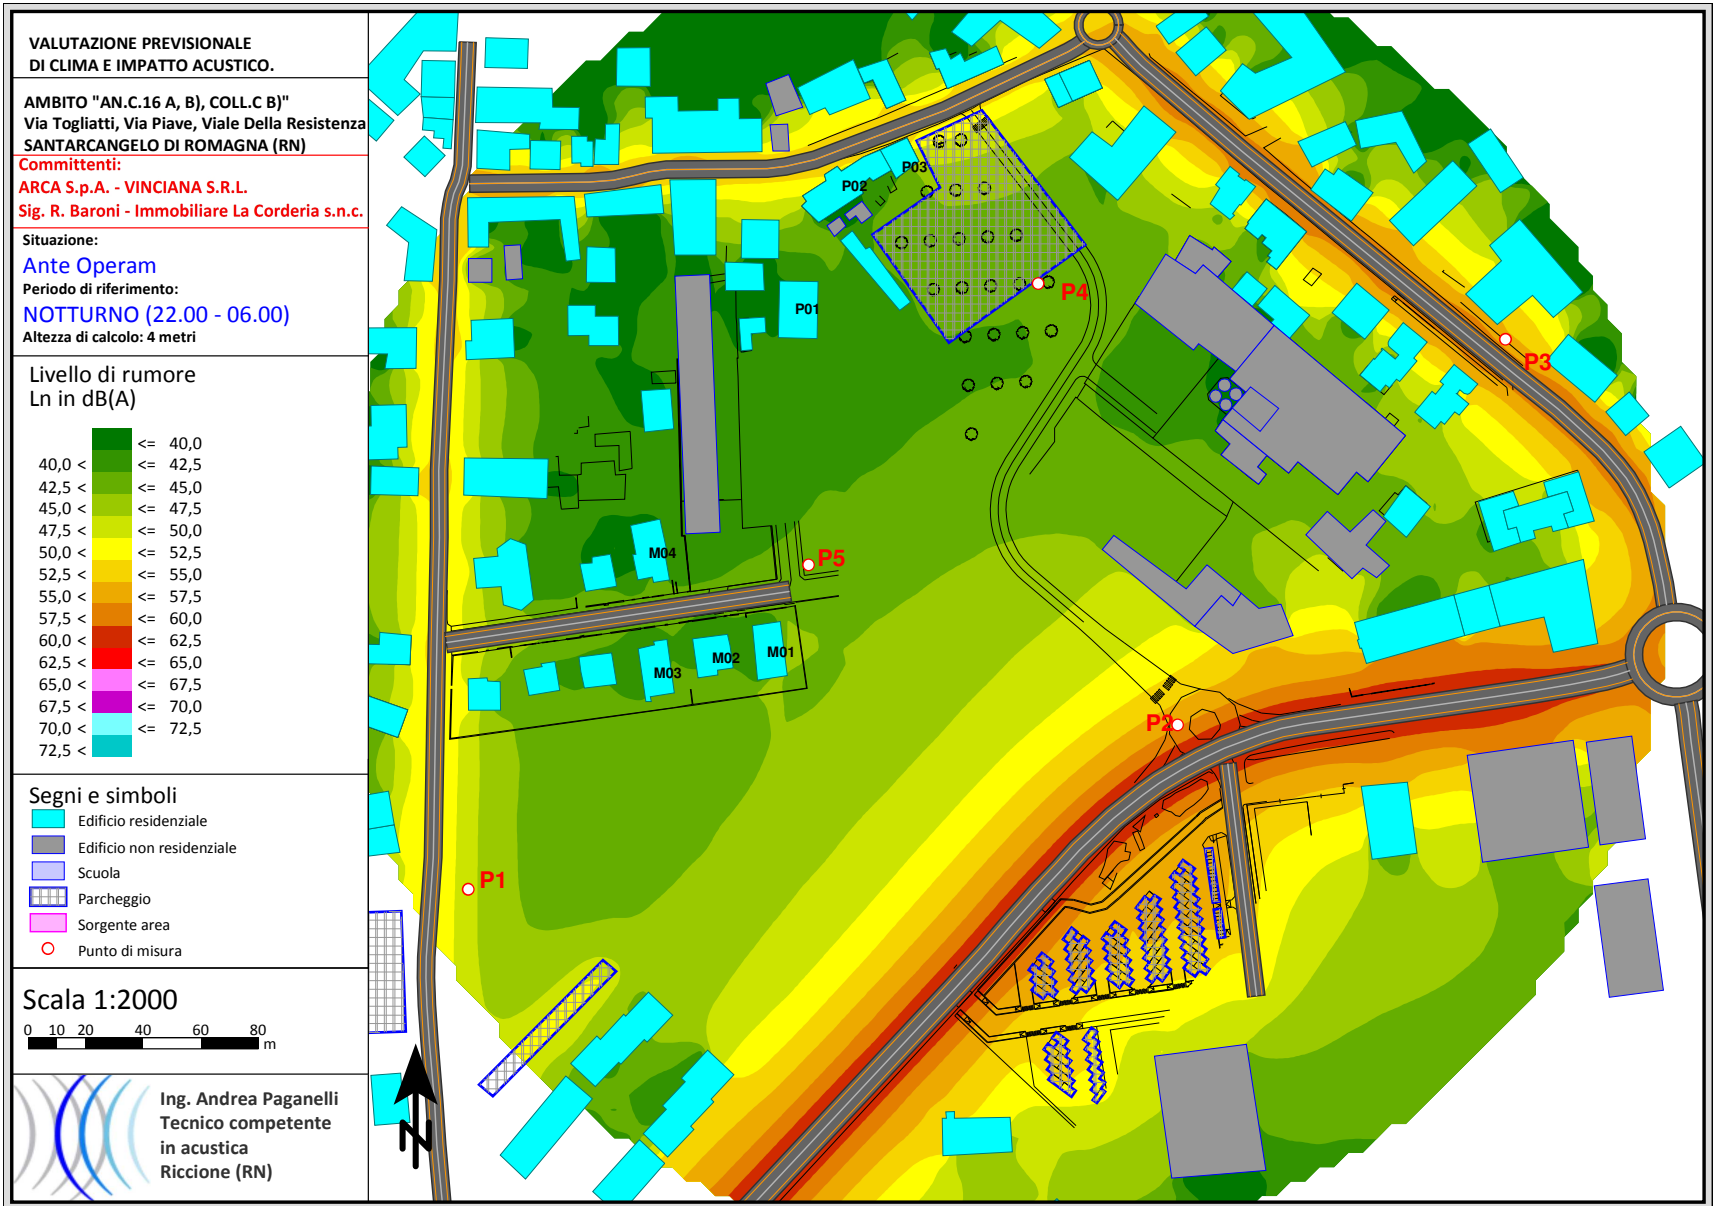 VALUTAZIONE PREVISIONALE
DI CLIMA E IMPATTO ACUSTICO.
AMBITO "AN.C.16 A, B), COLL.C B)"
Via Togliatti, Via Piave, Viale Della Resistenza
SANTARCANGELO DI ROMAGNA (RN)
Committenti:
ARCA S.p.A. - VINCIANA S.R.L.
Sig. R. Baroni - Immobiliare La Corderia s.n.c.
Situazione:
Ante Operam
Periodo di riferimento:
NOTTURNO (22.00 - 06.00)
Altezza di calcolo: 4 metri
Livello di rumore
Ln in dB(A)
<= 40,0
40,0 < <= 42,5
42,5 < <= 45,0
45,0 < <= 47,5
47,5 < <= 50,0
50,0 < <= 52,5
52,5 < <= 55,0
55,0 < <= 57,5
57,5 < <= 60,0
60,0 < <= 62,5
62,5 < <= 65,0
65,0 < <= 67,5
67,5 < <= 70,0
70,0 < <= 72,5
72,5 <
Segni e simboli
Edificio residenziale
Edificio non residenziale
Scuola
Parcheggio
Sorgente area
Punto di misura
Scala 1:2000
0 10 20 40 60 80
m
N
Ing. Andrea Paganelli
Tecnico competente
in acustica
Riccione (RN)
P03
P02
P4
P01
P3
M04
P5
M01
M02
M03
P2
P1